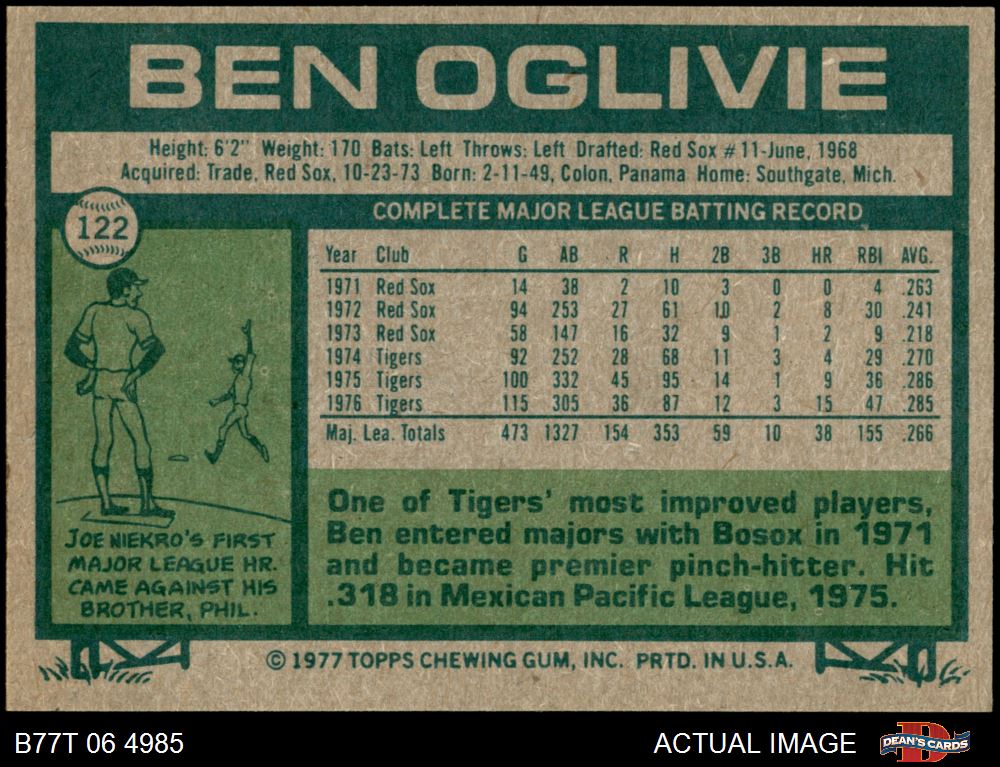 BEN OGLIVIE
Height: 6'2" Weight: 170 Bats: Left Throws: Left Drafted: Red Sox #11-June, 1968
Acquired: Trade, Red Sox, 10-23-73 Born: 2-11-49, Colon, Panama Home: Southgate, Mich.
122
COMPLETE MAJOR LEAGUE BATTING RECORD
Year Club G AB R H 2B 3B HR RBI AVG.
1971 Red Sox 14 38 2 10 3 0 0 4 .263
1972 Red Sox 94 253 27 61 10 2 8 30 .241
1973 Red Sox 58 147 16 32 9 1 2 9 .218
1974 Tigers 92 252 28 68 11 3 4 29 .270
1975 Tigers 100 332 45 95 14 1 9 36 .286
1976 Tigers 115 305 36 87 12 3 15 47 .285
Maj. Lea. Totals 473 1327 154 353 59 10 38 155 .266
One of Tigers' most improved players,
Ben entered majors with Bosox in 1971
and became premier pinch-hitter. Hit
.318 in Mexican Pacific League, 1975.
JOE NIEKRO'S FIRST
MAJOR LEAGUE HR.
CAME AGAINST HIS
BROTHER, PHIL.
© 1977 TOPPS CHEWING GUM, INC. PRTD. IN U.S.A.
B77T 06 4985
ACTUAL IMAGE
DEAN'S CARDS